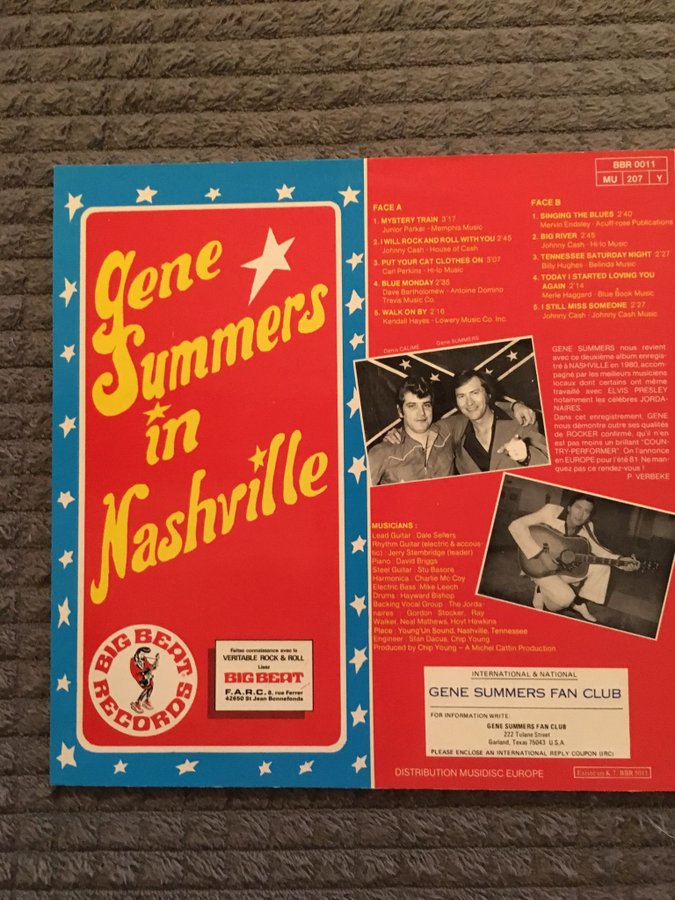 Gene
Summers
in
Nashville
BIG BEAT
RECORDS
Faites connaissance avec le
VERITABLE ROCK & ROLL
Lisez
BIG BEAT
F.A.R.C. 8, rue Ferrer
42650 St Jean Bonnefonds
BBR 0011
MU 207 Y
FACE A
1. MYSTERY TRAIN 3'17
Junior Parker - Memphis Music
2. I WILL ROCK AND ROLL WITH YOU 2'45
Johnny Cash - House of Cash
3. PUT YOUR CAT CLOTHES ON 3'07
Carl Perkins - Hi-lo Music
4. BLUE MONDAY 2'35
Dave Bartholomew - Antoine Domino
Travis Music Co.
5. WALK ON BY 2'16
Kendall Hayes - Lowery Music Co. Inc.
FACE B
1. SINGING THE BLUES 2'40
Mervin Endsley - Acuff-rose Publications
2. BIG RIVER 2'45
Johnny Cash - Hi-lo Music
3. TENNESSEE SATURDAY NIGHT 2'27
Billy Hughes - Belinda Music
4. TODAY I STARTED LOVING YOU
AGAIN 2'14
Merle Haggard - Blue Book Music
5. I STILL MISS SOMEONE 2'27
Johnny Cash - Johnny Cash Music
Gene SUMMERS
GENE SUMMERS nous revient
avec ce deuxième album enregis-
tré à NASHVILLE en 1980, accom-
pagné par les meilleurs musiciens
locaux dont certains ont même
travaillé avec ELVIS PRESLEY
notamment les célèbres JORDA-
NAIRES.
Dans cet enregistrement, GENE
nous démontre outre ses qualités
de ROCKER confirmé, qu'il n'en
est pas moins un brillant "COUN-
TRY-PERFORMER". On l'annonce
en EUROPE pour l'été 81. Ne man-
quez pas ce rendez-vous !
P. VERBEKE
MUSICIANS :
Lead Guitar : Dale Sellers
Rhythm Guitar (electric & accous-
tic) : Jerry Stembridge (leader)
Piano : David Briggs
Steel Guitar : Stu Basore
Harmonica : Charlie Mc Coy
Electric Bass : Mike Leech
Drums : Hayward Bishop
Backing Vocal Group : The Jorda-
naires Gordon Stocker, Ray
Walker, Neal Mathews, Hoyt Hawkins
Place : Young'Un Sound, Nashville, Tennessee
Engineer : Stan Dacus, Chip Young
Produced by Chip Young - A Michel Cattin Production
INTERNATIONAL & NATIONAL
GENE SUMMERS FAN CLUB
FOR INFORMATION WRITE:
GENE SUMMERS FAN CLUB
222 Tulane Street
Garland, Texas 75043 U.S.A.
PLEASE ENCLOSE AN INTERNATIONAL REPLY COUPON (IRC)
DISTRIBUTION MUSIDISC EUROPE
Existe en K 7. BBR 5011